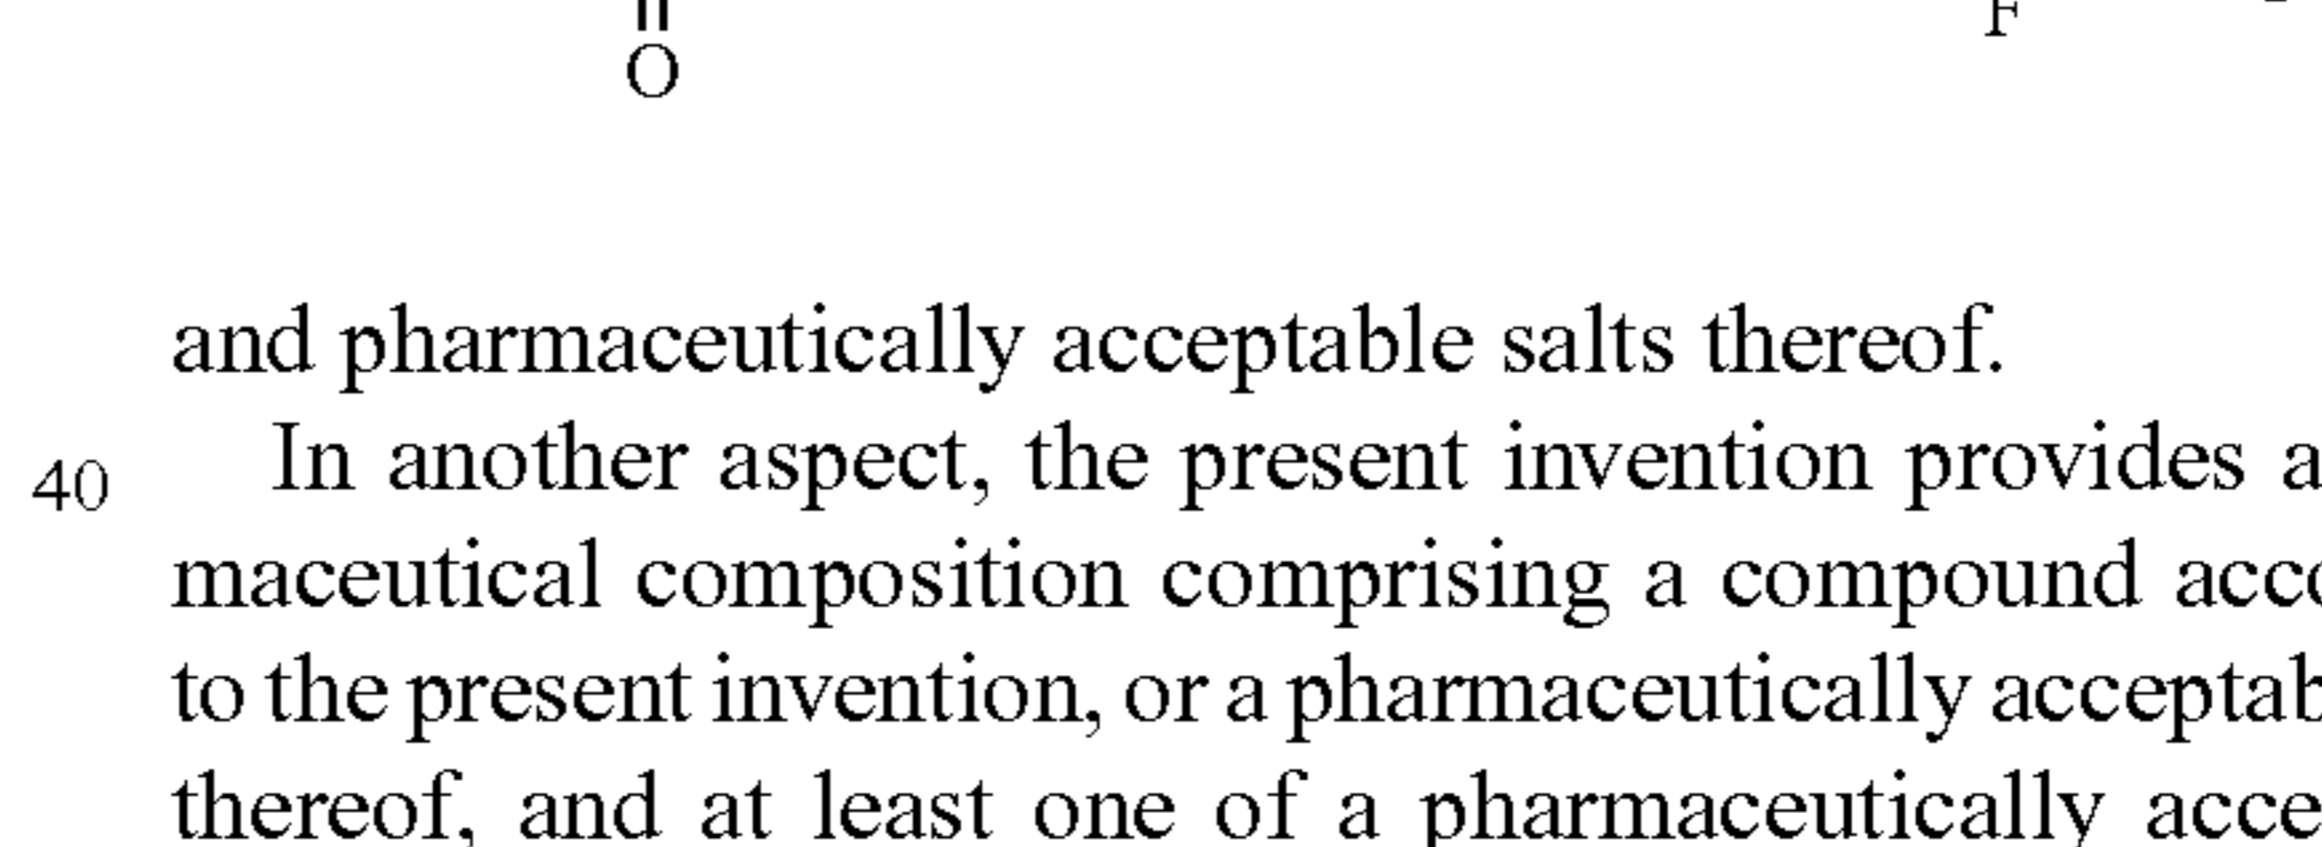 O F
and pharmaceutically acceptable salts thereof.
40 In another aspect, the present invention provides a
maceutical composition comprising a compound acco
to the present invention, or a pharmaceutically acceptab
thereof, and at least one of a pharmaceutically acce